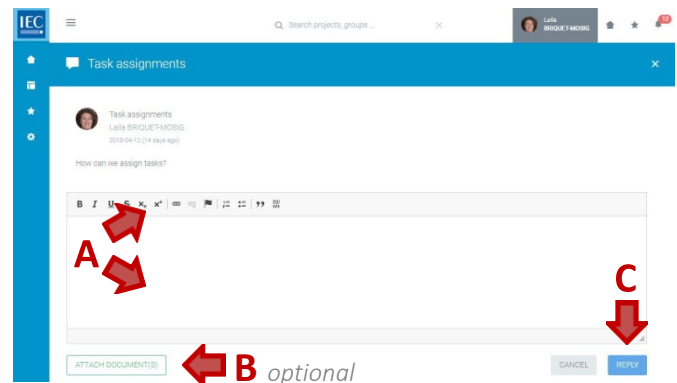 IEC
Search projects, groups ...
Laila
BRIQUET-MOSIG
12
Task assignments
Task assignments
Laila BRIQUET-MOSIG
2018-04-12 (14 days ago)
How can we assign tasks?
B I U S x x
A
C
ATTACH DOCUMENT(S)
B optional
CANCEL
REPLY